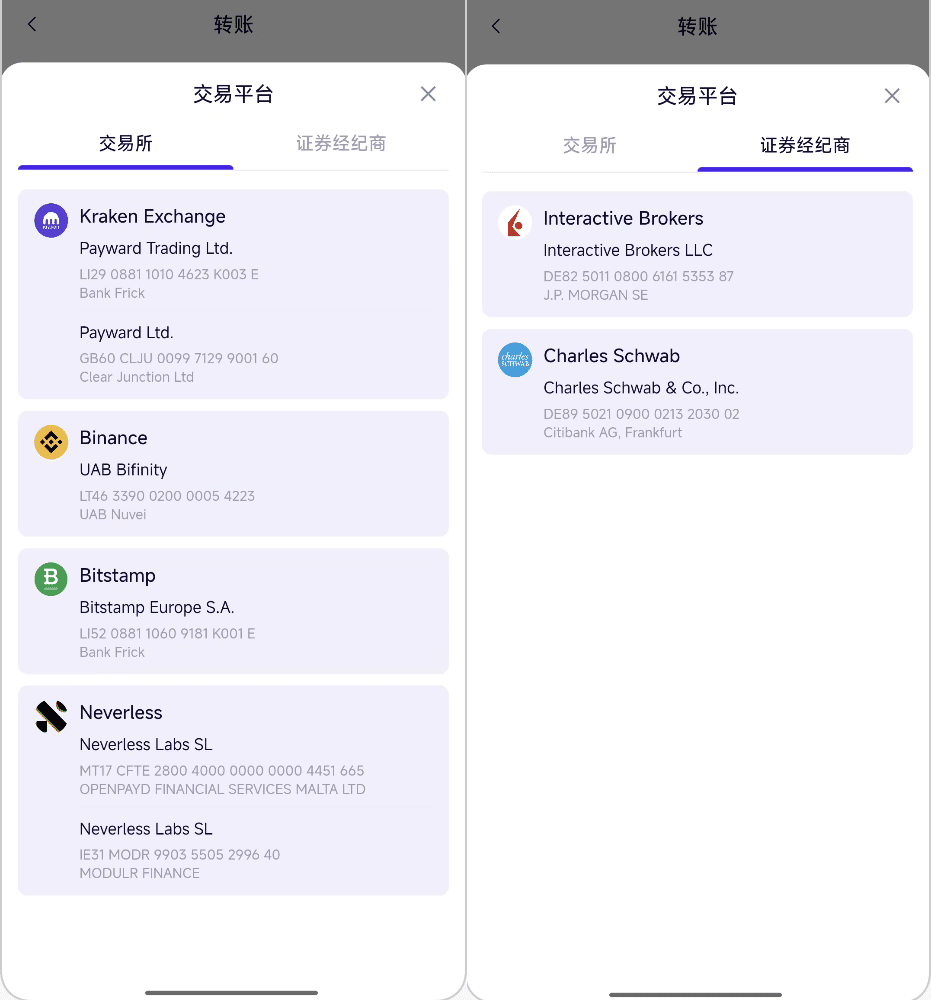 转账
交易平台
交易所 证券经纪商
Kraken Exchange
Payward Trading Ltd.
LI29 0881 1010 4623 K003 E
Bank Frick
Payward Ltd.
GB60 CLJU 0099 7129 9001 60
Clear Junction Ltd
Binance
UAB Bifinity
LT46 3390 0200 0005 4223
UAB Nuvei
Bitstamp
Bitstamp Europe S.A.
LI52 0881 1060 9181 K001 E
Bank Frick
Neverless
Neverless Labs SL
MT17 CFTE 2800 4000 0000 0000 4451 665
OPENPAYD FINANCIAL SERVICES MALTA LTD
Neverless Labs SL
IE31 MODR 9903 5505 2996 40
MODULR FINANCE
转账
交易平台
交易所 证券经纪商
Interactive Brokers
Interactive Brokers LLC
DE82 5011 0800 6161 5353 87
J.P. MORGAN SE
charles
SCHWAB
Charles Schwab
Charles Schwab & Co., Inc.
DE89 5021 0900 0213 2030 02
Citibank AG, Frankfurt